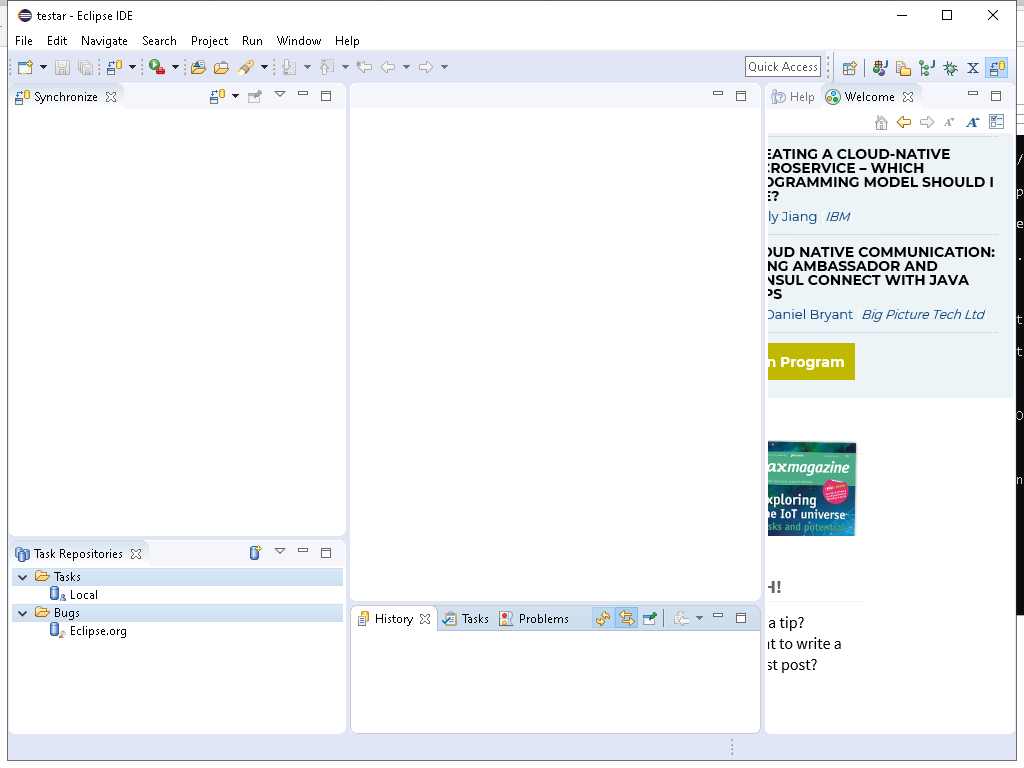 testar - Eclipse IDE
File Edit Navigate Search Project Run Window Help
Quick Access
Synchronize
Help
Welcome
EATING A CLOUD-NATIVE
CROSERVICE – WHICH
OGRAMMING MODEL SHOULD I
E?
ly Jiang IBM
OUD NATIVE COMMUNICATION:
NG AMBASSADOR AND
NSUL CONNECT WITH JAVA
PS
Daniel Bryant Big Picture Tech Ltd
n Program
axmagazine
xploring
e IoT universe
sks and potential
H!
a tip?
nt to write a
st post?
Task Repositories
Tasks
Local
Bugs
Eclipse.org
History Tasks Problems